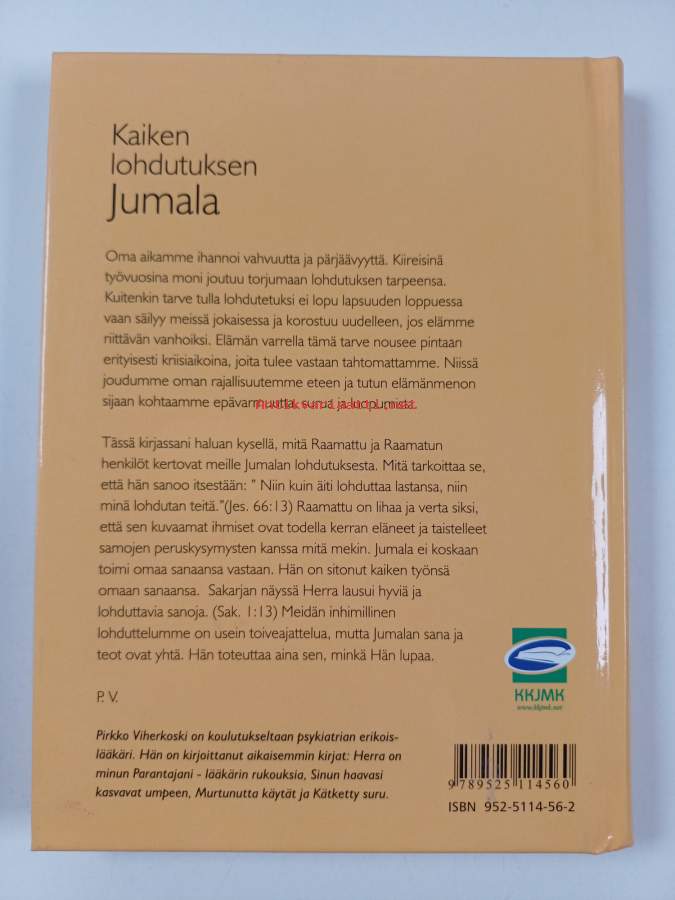 Kaiken
lohdutuksen
Jumala
Oma aikamme ihannoi vahvuutta ja pärjäävyyttä. Kiireisinä
työvuosina moni joutuu torjumaan lohdutuksen tarpeensa.
Kuitenkin tarve tulla lohdutetuksi ei lopu lapsuuden loppuessa
vaan säilyy meissä jokaisessa ja korostuu uudelleen, jos elämme
riittävän vanhoiksi. Elämän varrella tämä tarve nousee pintaan
erityisesti kriisiaikoina, joita tulee vastaan tahtomattamme. Niissä
joudumme oman rajallisuutemme eteen ja tutun elämänmenon
sijaan kohtaamme epävarmuutta, surua ja luopumista.
Tässä kirjassani haluan kysellä, mitä Raamattu ja Raamatun
henkilöt kertovat meille Jumalan lohdutuksesta. Mitä tarkoittaa se,
että hän sanoo itsestään: " Niin kuin äiti lohduttaa lastansa, niin
minä lohdutan teitä."(Jes. 66:13) Raamattu on lihaa ja verta siksi,
että sen kuvaamat ihmiset ovat todella kerran eläneet ja taistelleet
samojen peruskysymysten kanssa mitä mekin. Jumala ei koskaan
toimi omaa sanaansa vastaan. Hän on sitonut kaiken työnsä
omaan sanaansa. Sakarjan näyssä Herra lausui hyviä ja
lohduttavia sanoja. (Sak. 1:13) Meidän inhimillinen
lohduttelumme on usein toiveajattelua, mutta Jumalan sana ja
teot ovat yhtä. Hän toteuttaa aina sen, minkä Hän lupaa.
P. V.
KKJMK
www.kkjmk.net
Pirkko Viherkoski on koulutukseltaan psykiatrian erikois-
lääkäri. Hän on kirjoittanut aikaisemmin kirjat: Herra on
minun Parantajani - lääkärin rukouksia, Sinun haavasi
kasvavat umpeen, Murtunutta käytät ja Kätketty suru.
9 789525 114560
ISBN 952-5114-56-2